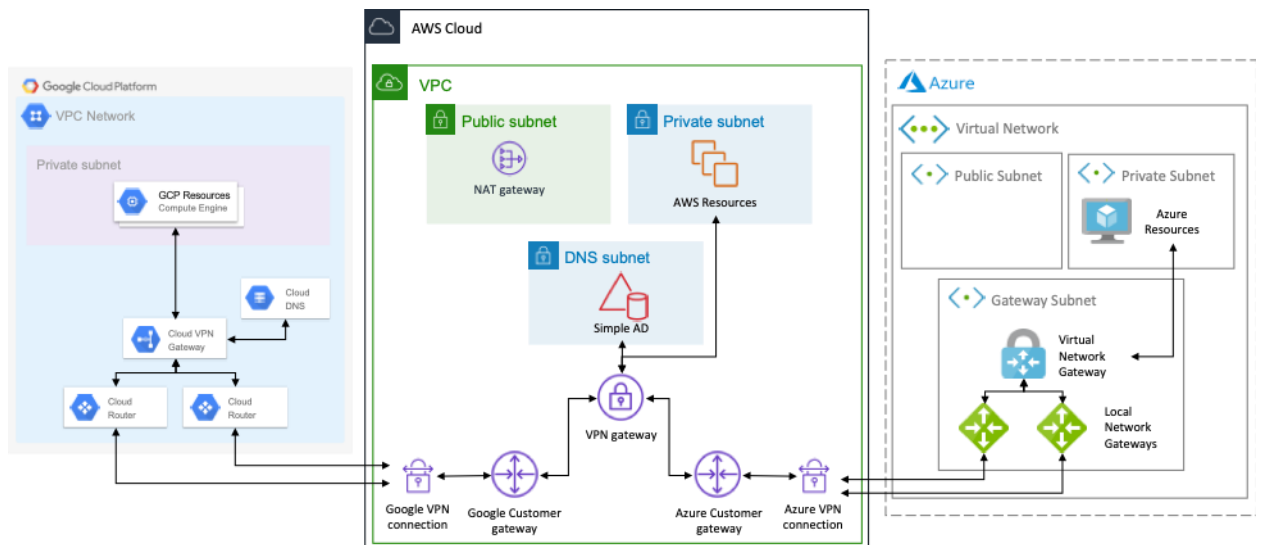 Google Cloud Platform
VPC Network
Private subnet
GCP Resources
Compute Engine
Cloud
DNS
Cloud VPN
Gateway
Cloud
Router
Cloud
Router
AWS Cloud
VPC
Public subnet
NAT gateway
Private subnet
AWS Resources
DNS subnet
Simple AD
VPN gateway
Google VPN
connection
Google Customer
gateway
Azure Customer
gateway
Azure VPN
connection
Azure
Virtual Network
Public Subnet
Private Subnet
Azure
Resources
Gateway Subnet
Virtual
Network
Gateway
Local
Network
Gateways